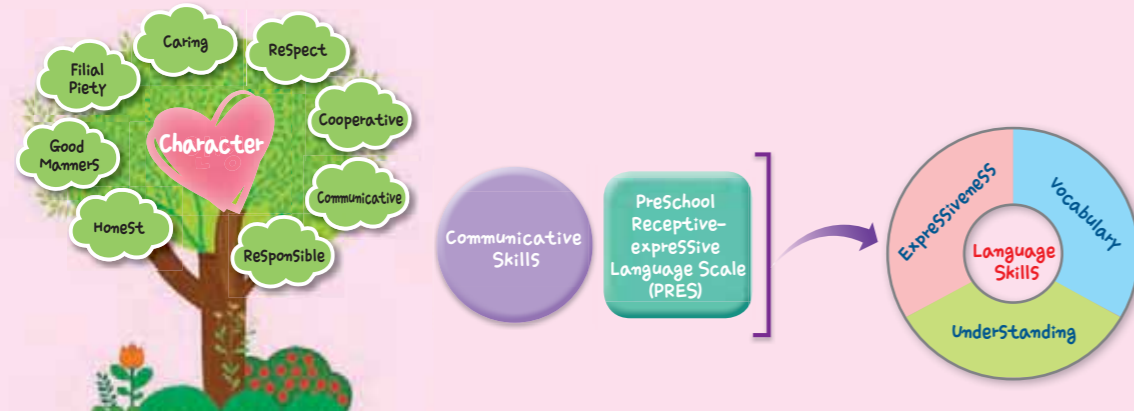 Caring
Respect
Filial
Piety
Cooperative
Character
Good
Manners
Communicative
Honest
Responsible
Communicative
Skills
Preschool
Receptive-
expressive
Language Scale
(PRES)
Expressiveness
Vocabulary
Language
Skills
Understanding